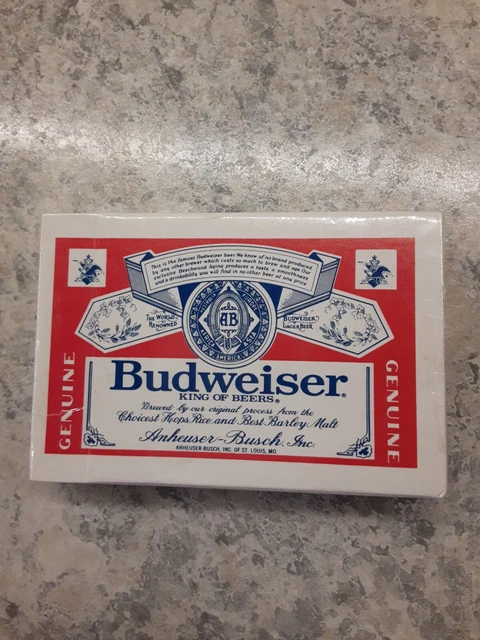 This is the famous Budweiser beer. We know of no brand produced
by any other brewer which costs so much to brew and age. Our
exclusive Beechwood Aging produces a taste, a smoothness
and a drinkability you will find in no other beer at any price.
THE WORLD
RENOWNED
BUDWEISER
LAGER BEER
AB
AMERICA
ASIA
GENUINE
Budweiser®
KING OF BEERS®
Brewed by our original process from the
Choicest Hops, Rice and Best Barley Malt
Anheuser-Busch, Inc.
ANHEUSER-BUSCH, INC. OF ST. LOUIS, MO.
GENUINE